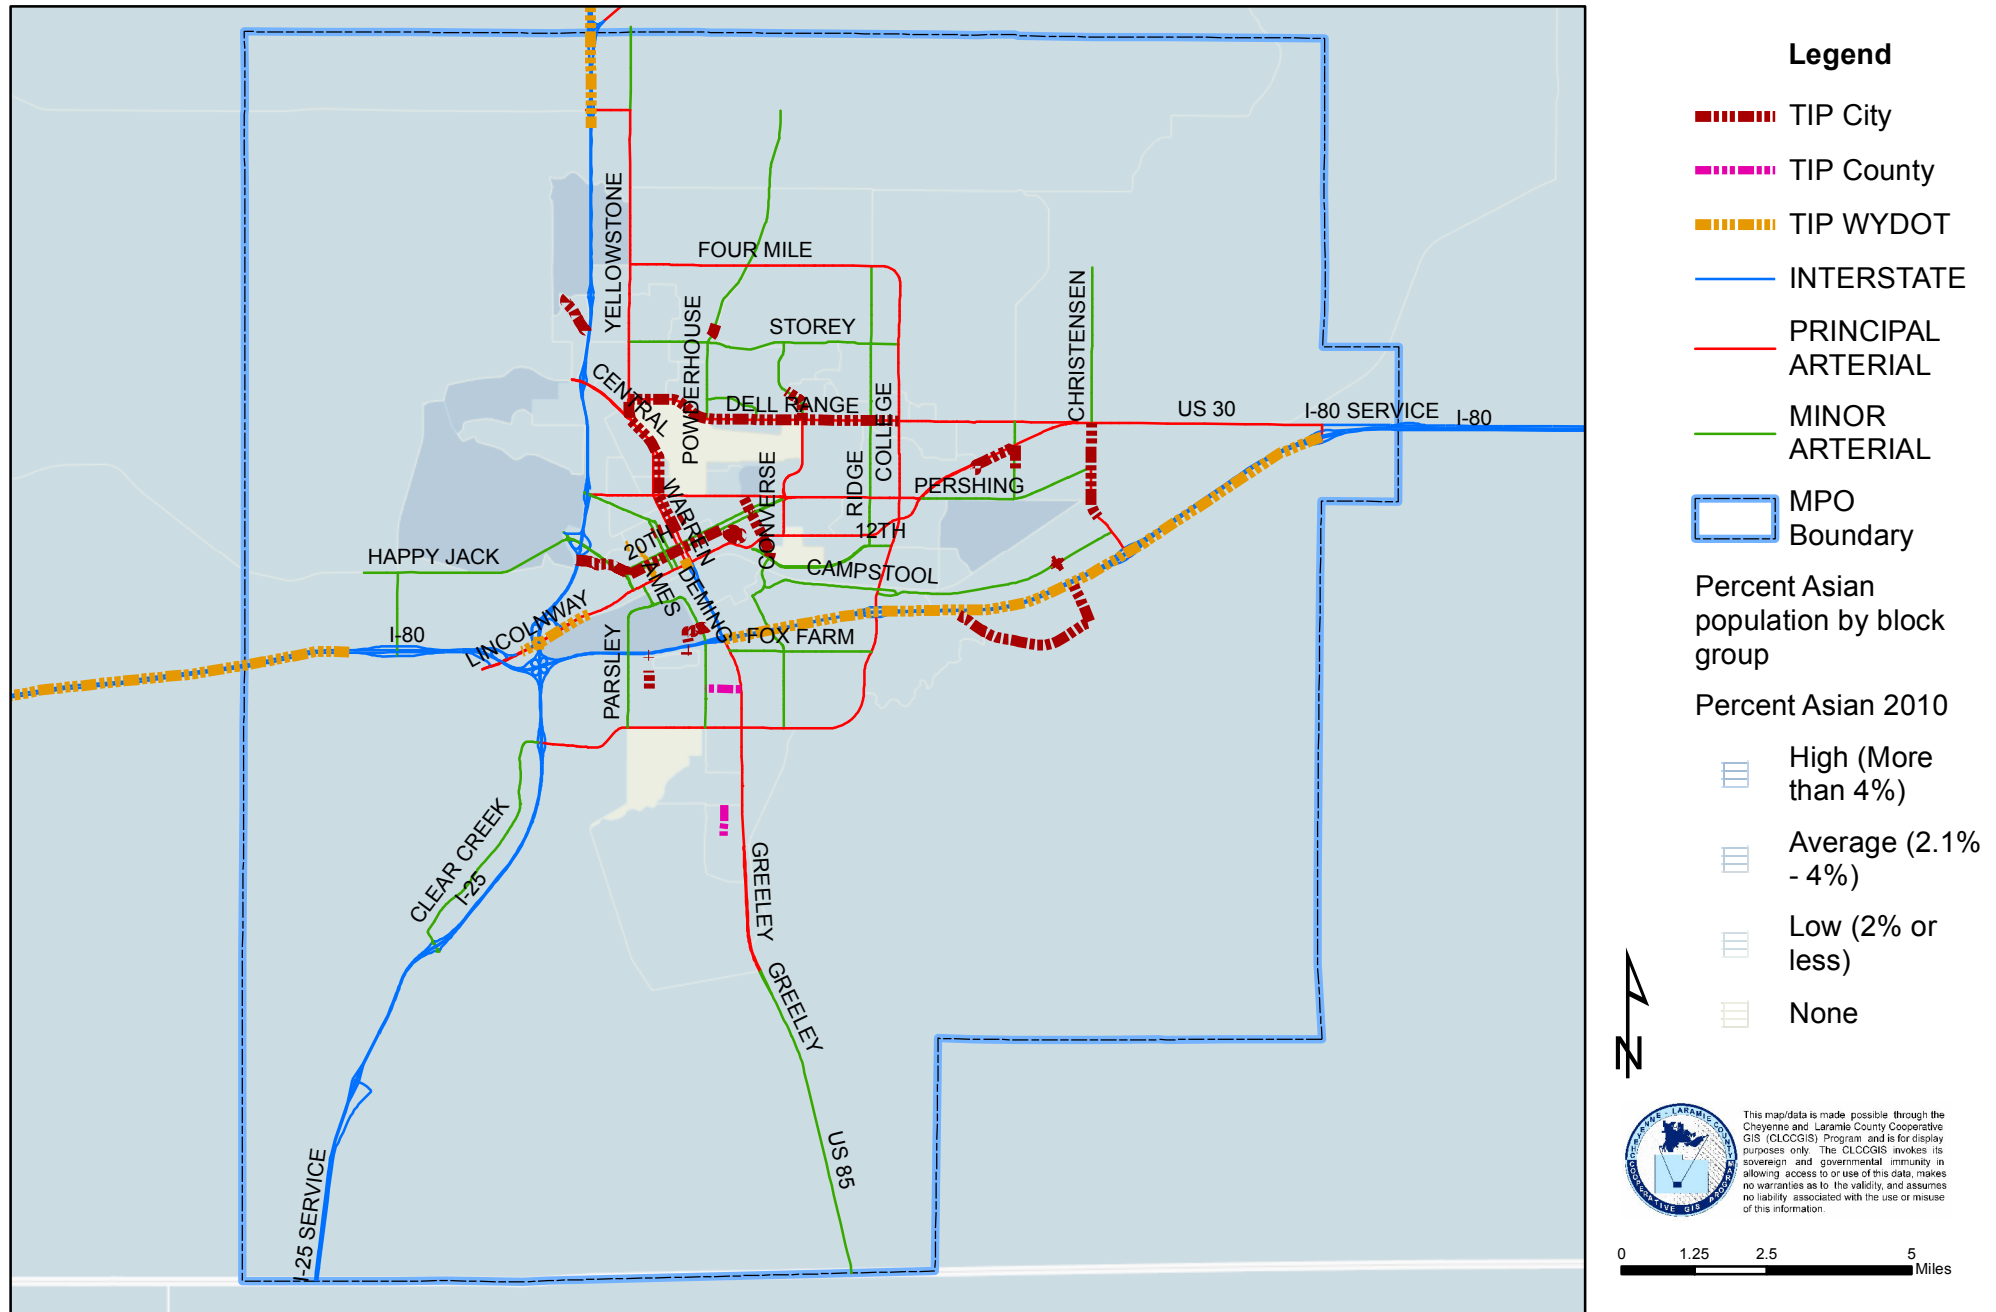 YELLOWSTONE
FOUR MILE
POWDERHOUSE
STOREY
CHRISTENSEN
CENTRAL
DELL RANGE
COLLEGE
US 30
I-80 SERVICE
I-80
RIDGE
CONVERSE
PERSHING
WARREN
20TH
12TH
HAPPY JACK
AMES
DEMING
CAMPSTOOL
LINCOLNWAY
I-80
FOX FARM
PARSLEY
CLEAR CREEK
I-25
GREELEY
GREELEY
US 85
I-25 SERVICE
Legend
TIP City
TIP County
TIP WYDOT
INTERSTATE
PRINCIPAL
ARTERIAL
MINOR
ARTERIAL
MPO
Boundary
Percent Asian
population by block
group
Percent Asian 2010
High (More
than 4%)
Average (2.1%
- 4%)
Low (2% or
less)
None
N
CHEYENNE - LARAMIE COUNTY
COOPERATIVE GIS PROGRAM
This map/data is made possible through the
Cheyenne and Laramie County Cooperative
GIS (CLCCGIS) Program and is for display
purposes only. The CLCCGIS invokes its
sovereign and governmental immunity in
allowing access to or use of this data, makes
no warranties as to the validity, and assumes
no liability associated with the use or misuse
of this information.
0 1.25 2.5 5
Miles